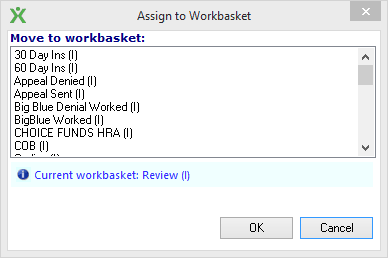 Assign to Workbasket
Move to workbasket:
30 Day Ins (I)
60 Day Ins (I)
Appeal Denied (I)
Appeal Sent (I)
Big Blue Denial Worked (I)
BigBlue Worked (I)
CHOICE FUNDS HRA (I)
COB (I)
Current workbasket: Review (I)
OK
Cancel